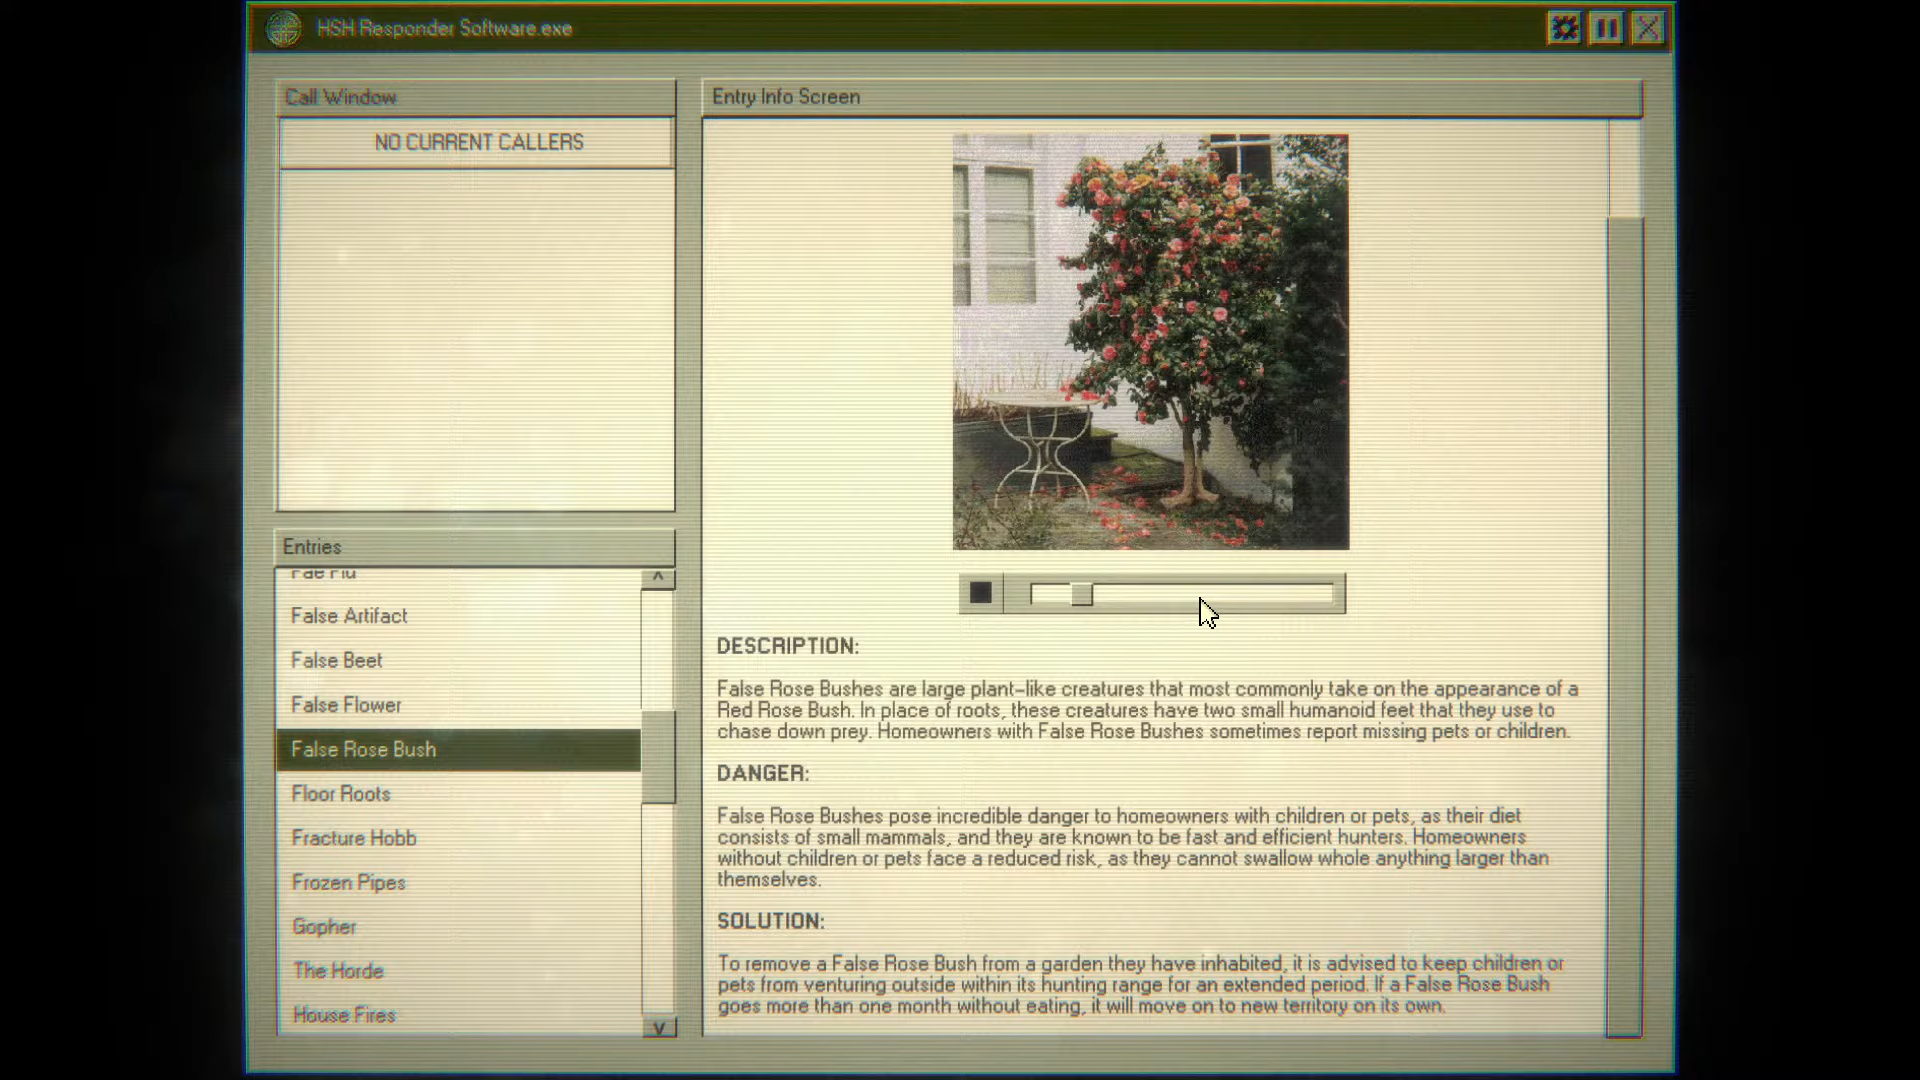 HSH Responder Software.exe
Call Window
NO CURRENT CALLERS
Entries
Fae Flu
False Artifact
False Beet
False Flower
False Rose Bush
Floor Roots
Fracture Hobb
Frozen Pipes
Gopher
The Horde
House Fires
Entry Info Screen
DESCRIPTION:
False Rose Bushes are large plant-like creatures that most commonly take on the appearance of a
Red Rose Bush. In place of roots, these creatures have two small humanoid feet that they use to
chase down prey. Homeowners with False Rose Bushes sometimes report missing pets or children.
DANGER:
False Rose Bushes pose incredible danger to homeowners with children or pets, as their diet
consists of small mammals, and they are known to be fast and efficient hunters. Homeowners
without children or pets face a reduced risk, as they cannot swallow whole anything larger than
themselves.
SOLUTION:
To remove a False Rose Bush from a garden they have inhabited, it is advised to keep children or
pets from venturing outside within its hunting range for an extended period. If a False Rose Bush
goes more than one month without eating, it will move on to new territory on its own.